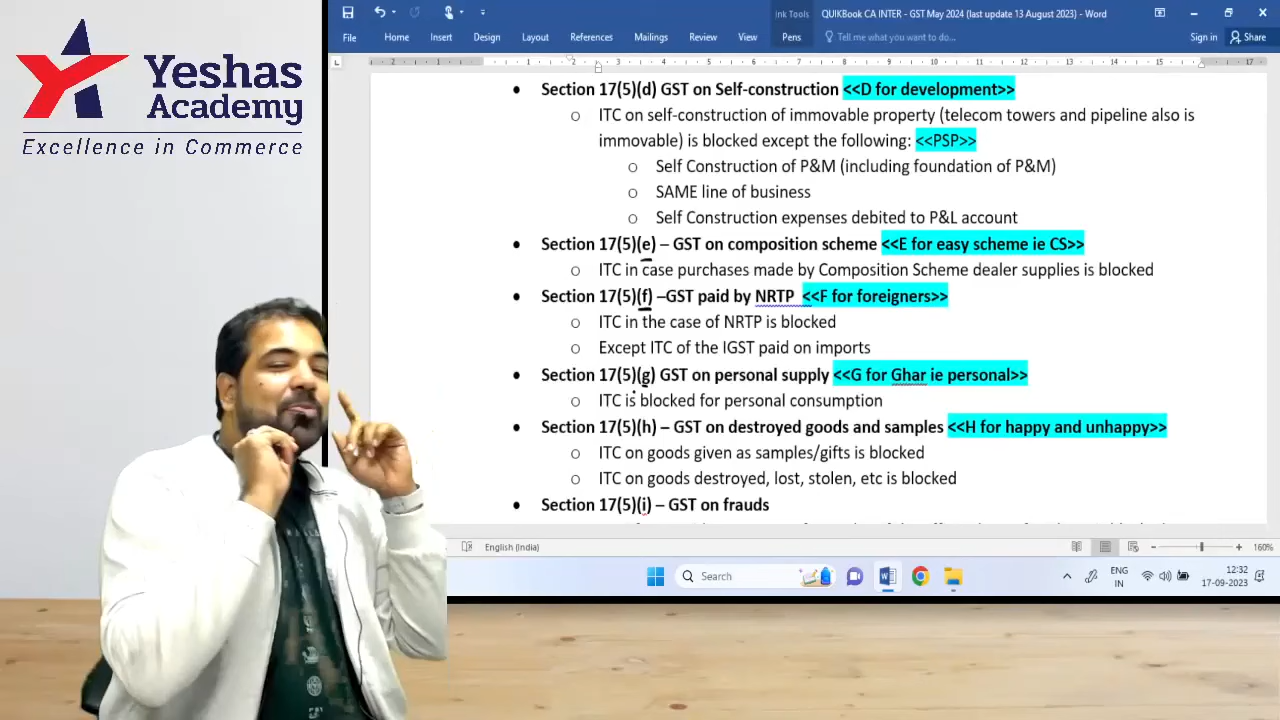 Yeshas
Academy
Excellence in Commerce
Ink Tools
QUIKBook CA INTER - GST May 2024 (last update 13 August 2023) - Word
File
Home
Insert
Design
Layout
References
Mailings
Review
View
Pens
Tell me what you want to do...
Sign in
Share
Section 17(5)(d) GST on Self-construction <<D for development>>
ITC on self-construction of immovable property (telecom towers and pipeline also is
immovable) is blocked except the following: <<PSP>>
Self Construction of P&M (including foundation of P&M)
SAME line of business
Self Construction expenses debited to P&L account
Section 17(5)(e) – GST on composition scheme <<E for easy scheme ie CS>>
ITC in case purchases made by Composition Scheme dealer supplies is blocked
Section 17(5)(f) –GST paid by NRTP <<F for foreigners>>
ITC in the case of NRTP is blocked
Except ITC of the IGST paid on imports
Section 17(5)(g) GST on personal supply <<G for Ghar ie personal>>
ITC is blocked for personal consumption
Section 17(5)(h) – GST on destroyed goods and samples <<H for happy and unhappy>>
ITC on goods given as samples/gifts is blocked
ITC on goods destroyed, lost, stolen, etc is blocked
Section 17(5)(i) – GST on frauds
English (India)
160%
Search
ENG
IN
12:32
17-09-2023